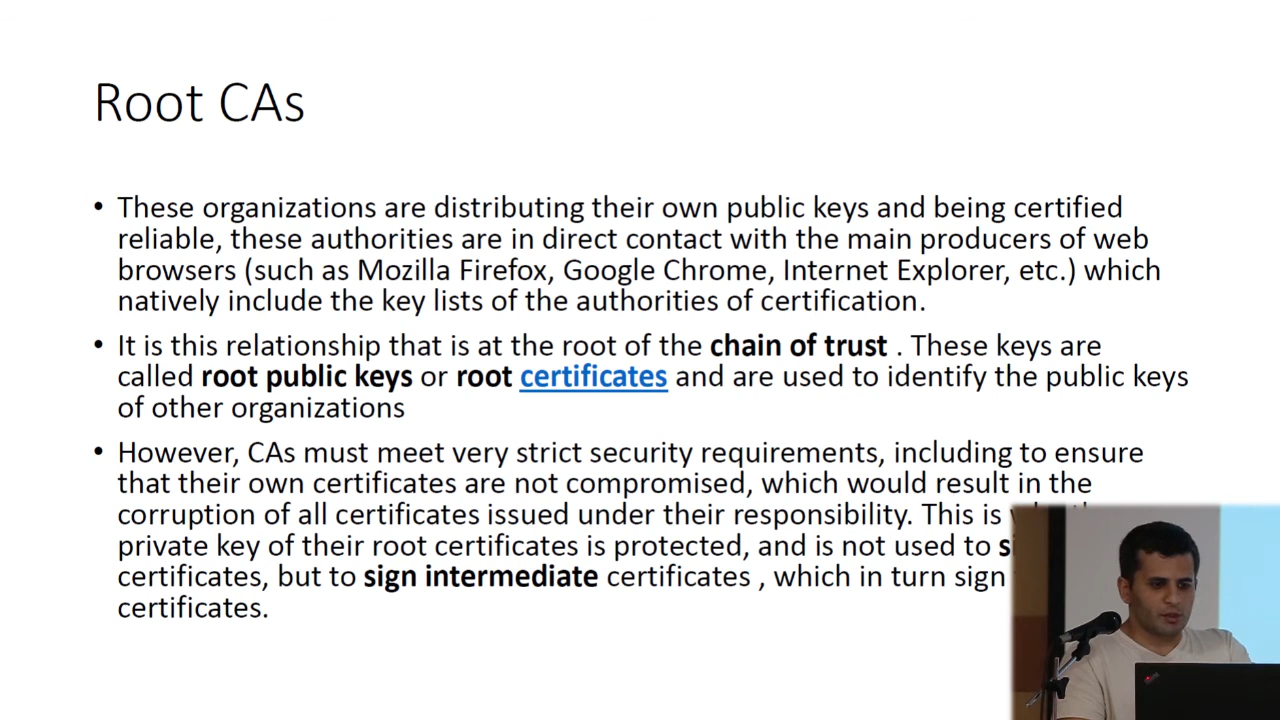 Root CAs
• These organizations are distributing their own public keys and being certified
reliable, these authorities are in direct contact with the main producers of web
browsers (such as Mozilla Firefox, Google Chrome, Internet Explorer, etc.) which
natively include the key lists of the authorities of certification.
• It is this relationship that is at the root of the chain of trust . These keys are
called root public keys or root certificates and are used to identify the public keys
of other organizations
• However, CAs must meet very strict security requirements, including to ensure
that their own certificates are not compromised, which would result in the
corruption of all certificates issued under their responsibility. This is
private key of their root certificates is protected, and is not used to
certificates, but to sign intermediate certificates , which in turn sign
certificates.